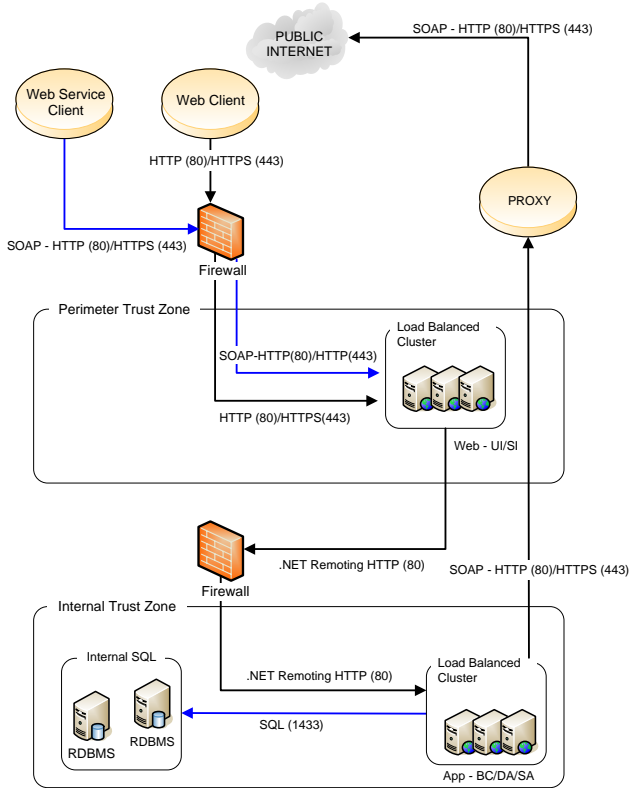 PUBLIC
INTERNET
SOAP - HTTP (80)/HTTPS (443)
Web Service
Client
Web Client
HTTP (80)/HTTPS (443)
PROXY
SOAP - HTTP (80)/HTTPS (443)
Firewall
Perimeter Trust Zone
Load Balanced
Cluster
SOAP-HTTP(80)/HTTP(443)
HTTP (80)/HTTPS(443)
Web - UI/SI
.NET Remoting HTTP (80)
SOAP - HTTP (80)/HTTPS (443)
Firewall
Internal Trust Zone
Internal SQL
Load Balanced
Cluster
.NET Remoting HTTP (80)
SQL (1433)
RDBMS
RDBMS
App - BC/DA/SA